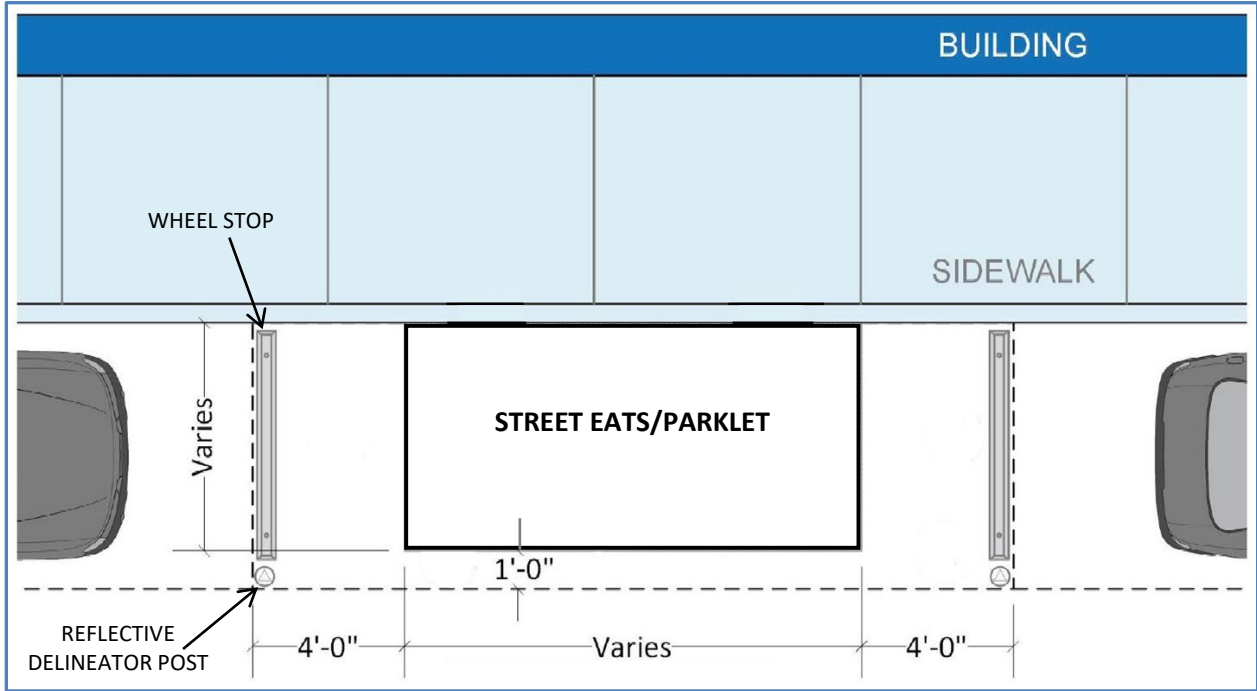 BUILDING
WHEEL STOP
SIDEWALK
Varies
STREET EATS/PARKLET
1'-0"
REFLECTIVE
DELINEATOR POST
4'-0"
Varies
4'-0"